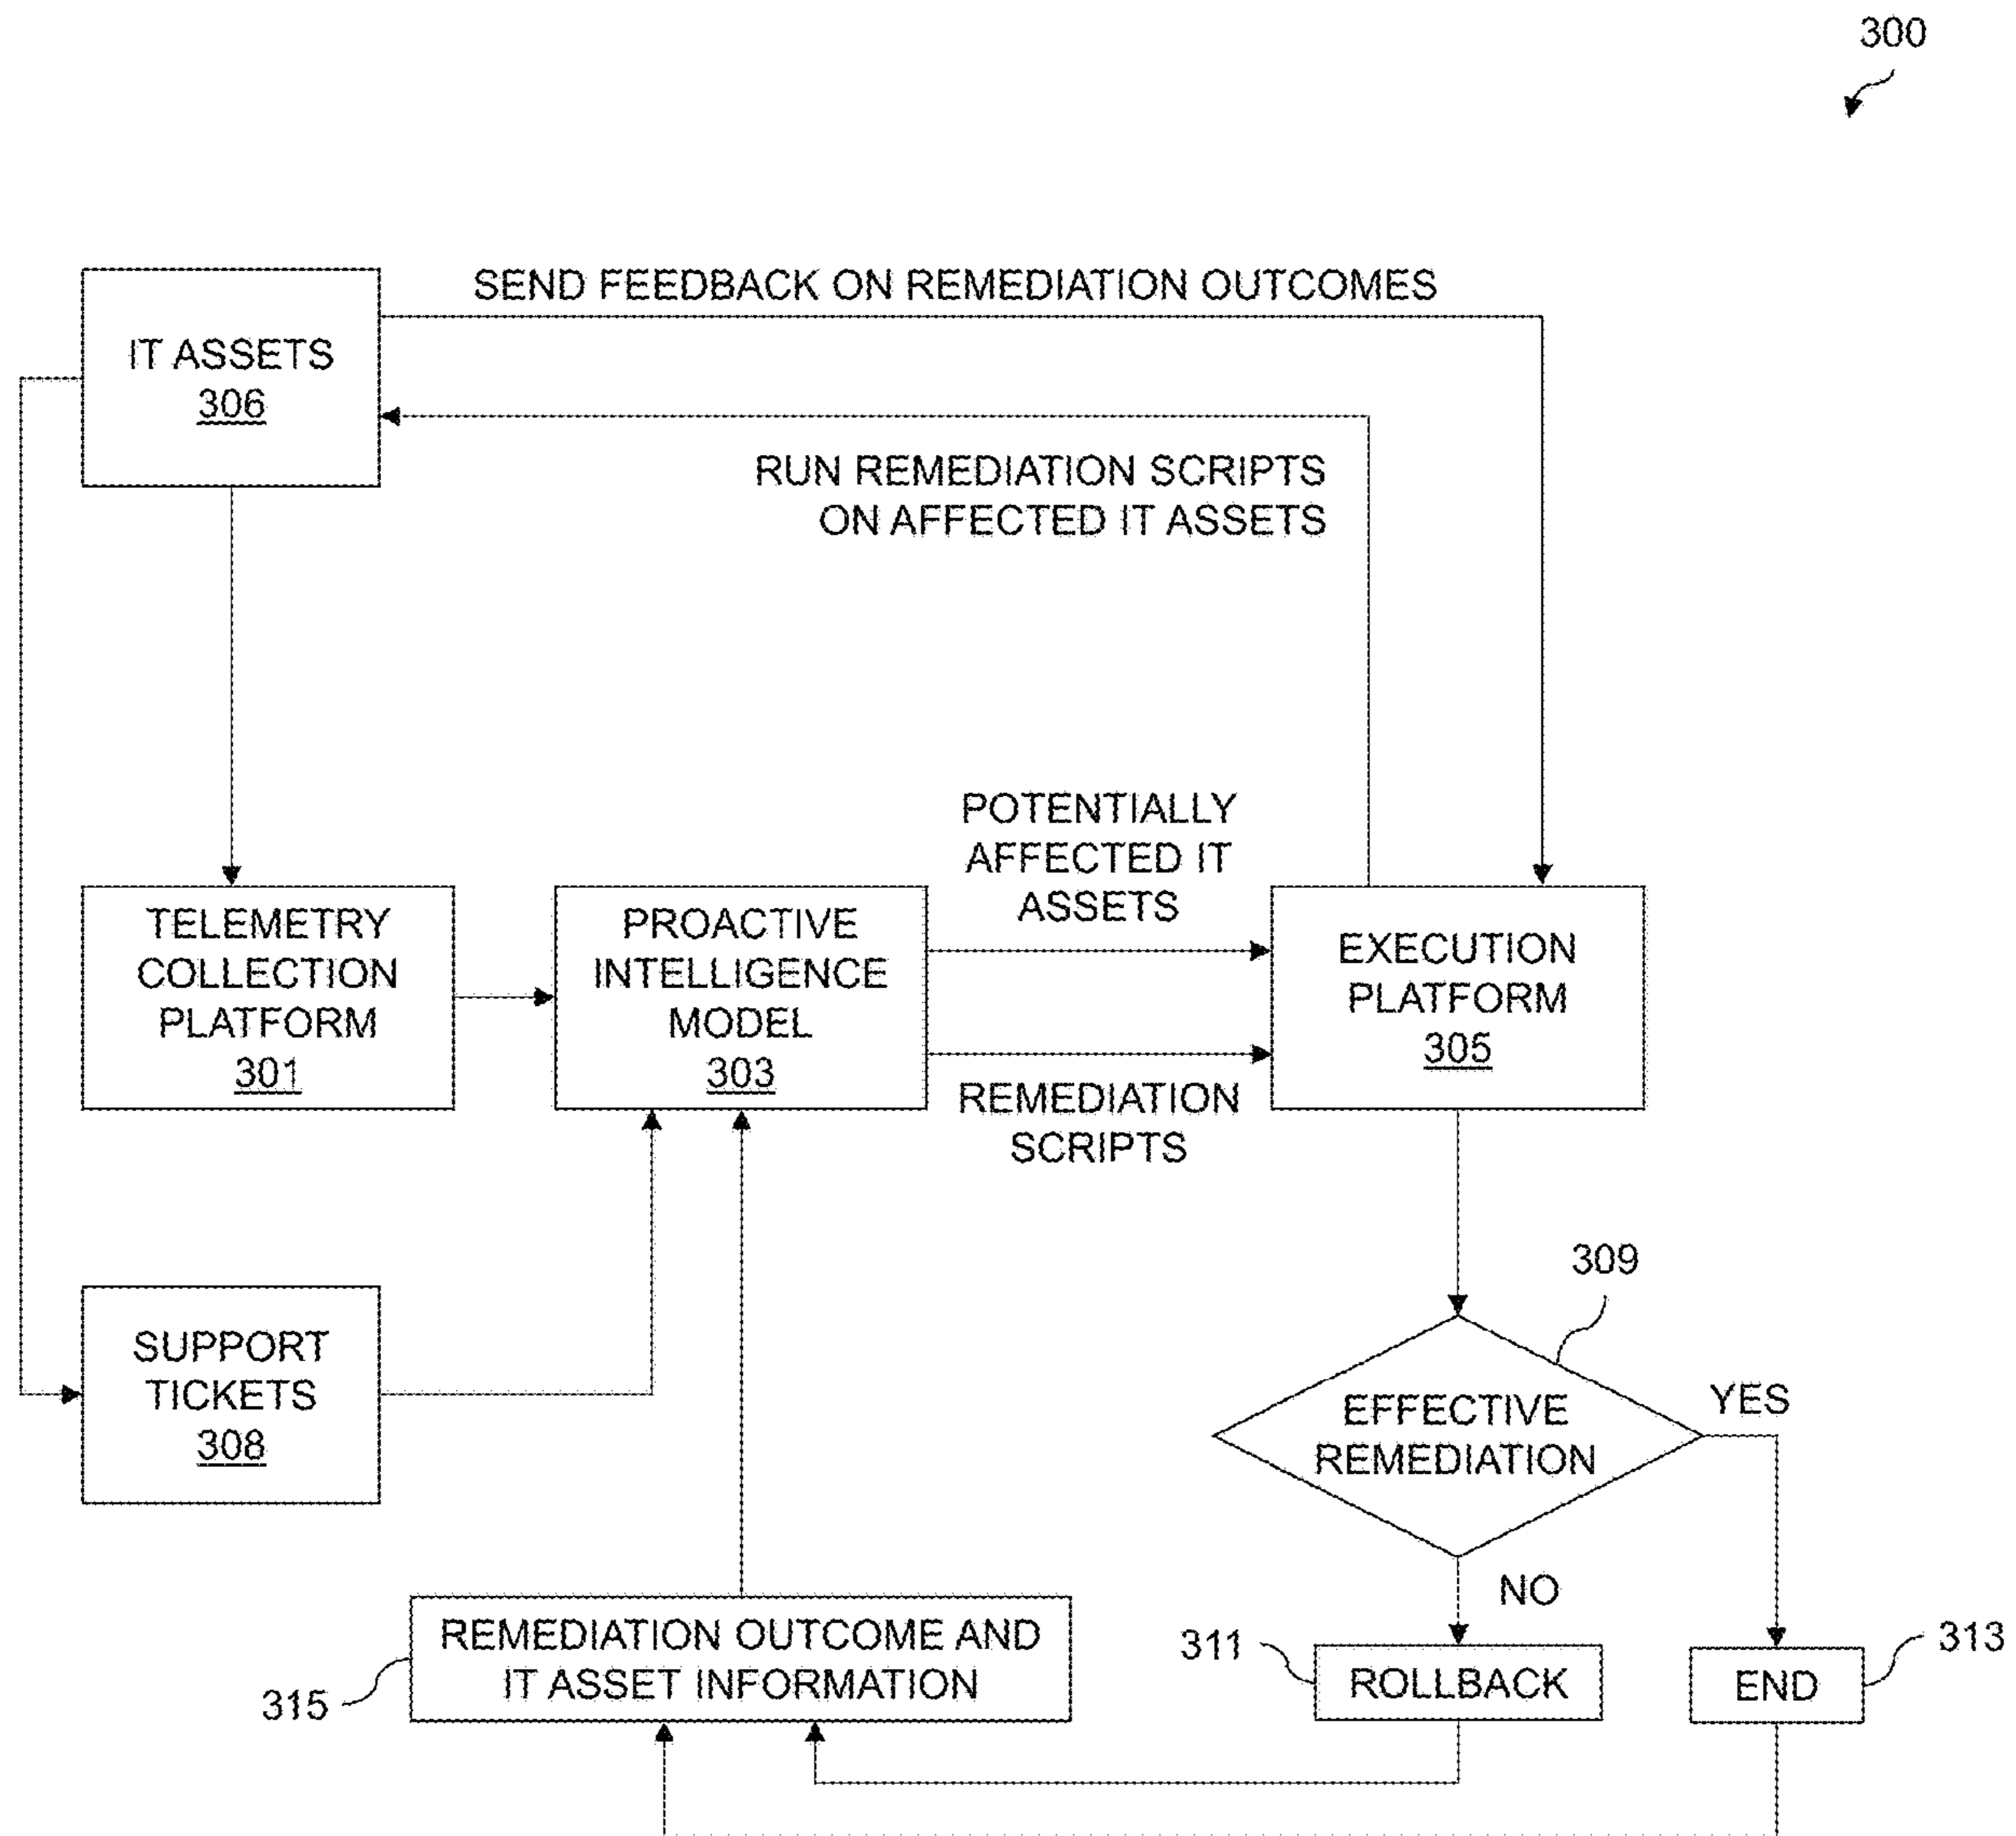 300
SEND FEEDBACK ON REMEDIATION OUTCOMES
IT ASSETS
306
RUN REMEDIATION SCRIPTS
ON AFFECTED IT ASSETS
POTENTIALLY
AFFECTED IT
ASSETS
TELEMETRY
COLLECTION
PLATFORM
301
PROACTIVE
INTELLIGENCE
MODEL
303
EXECUTION
PLATFORM
305
REMEDIATION
SCRIPTS
309
SUPPORT
TICKETS
308
EFFECTIVE
REMEDIATION
YES
NO
REMEDIATION OUTCOME AND
IT ASSET INFORMATION
315
311
ROLLBACK
END
313